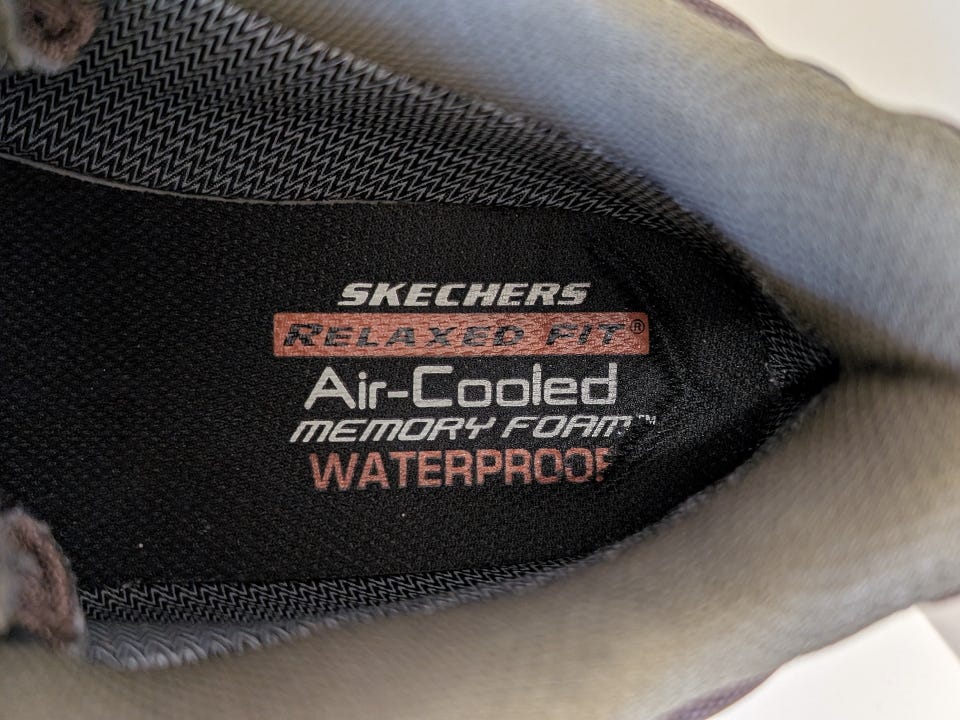 SKECHERS
RELAXED FIT®
Air-Cooled
MEMORY FOAM™
WATERPROOF